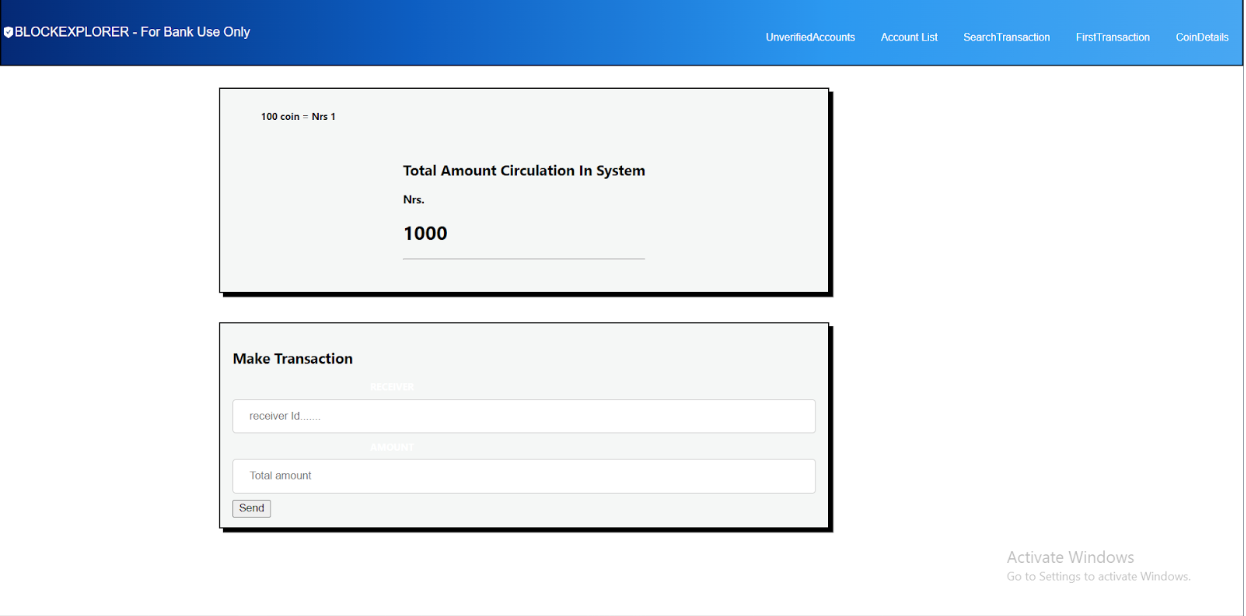 BLOCKEXPLORER - For Bank Use Only
UnverifiedAccounts
Account List
SearchTransaction
FirstTransaction
CoinDetails
100 coin = Nrs 1
Total Amount Circulation In System
Nrs.
1000
Make Transaction
RECEIVER
receiver Id.......
AMOUNT
Total amount
Send
Activate Windows
Go to Settings to activate Windows.